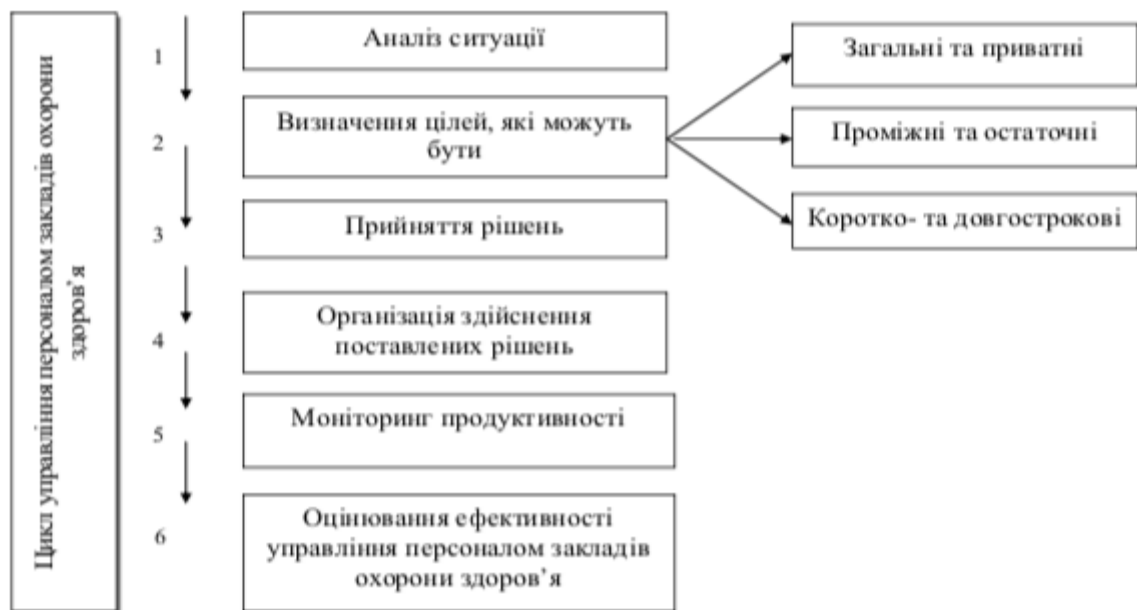 Цикл управління персоналом закладів охорони
здоров’я
1
Аналіз ситуації
2
Визначення цілей, які можуть
бути
Загальні та приватні
Проміжні та остаточні
Коротко- та довгострокові
3
Прийняття рішень
4
Організація здійснення
поставлених рішень
5
Моніторинг продуктивності
6
Оцінювання ефективності
управління персоналом закладів
охорони здоров’я